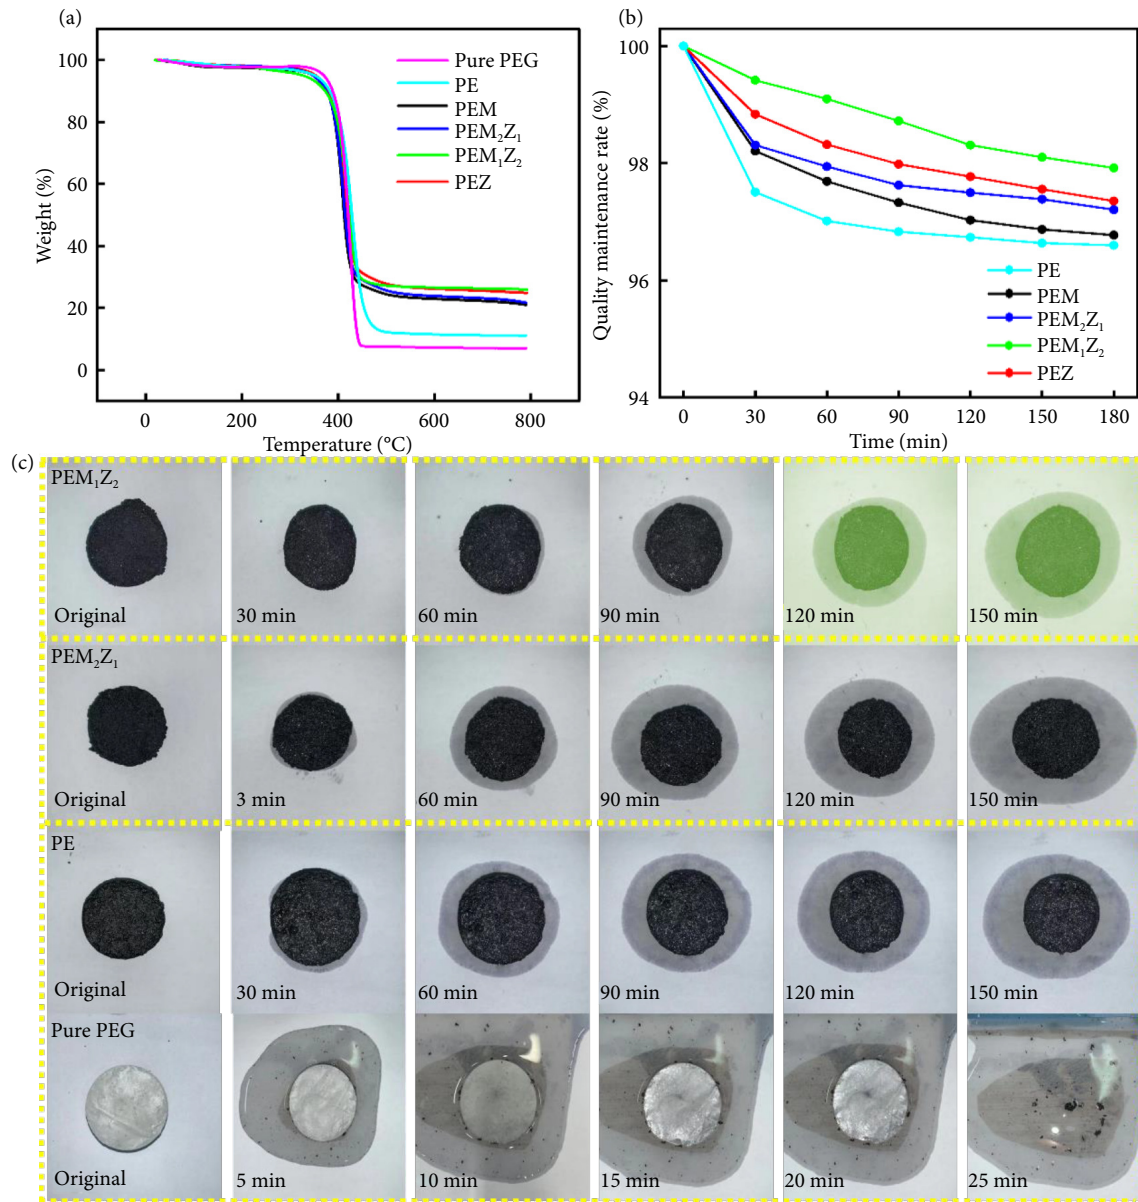 (a)
100
80
60
40
20
0
Weight (%)
0
200
400
600
800
Temperature (°C)
Pure PEG
PE
PEM
PEM₂Z₁
PEM₁Z₂
PEZ
(b)
100
98
96
94
Quality maintenance rate (%)
0
30
60
90
120
150
180
Time (min)
PE
PEM
PEM₂Z₁
PEM₁Z₂
PEZ
(c)
PEM₁Z₂
Original
30 min
60 min
90 min
120 min
150 min
PEM₂Z₁
Original
3 min
60 min
90 min
120 min
150 min
PE
Original
30 min
60 min
90 min
120 min
150 min
Pure PEG
Original
5 min
10 min
15 min
20 min
25 min